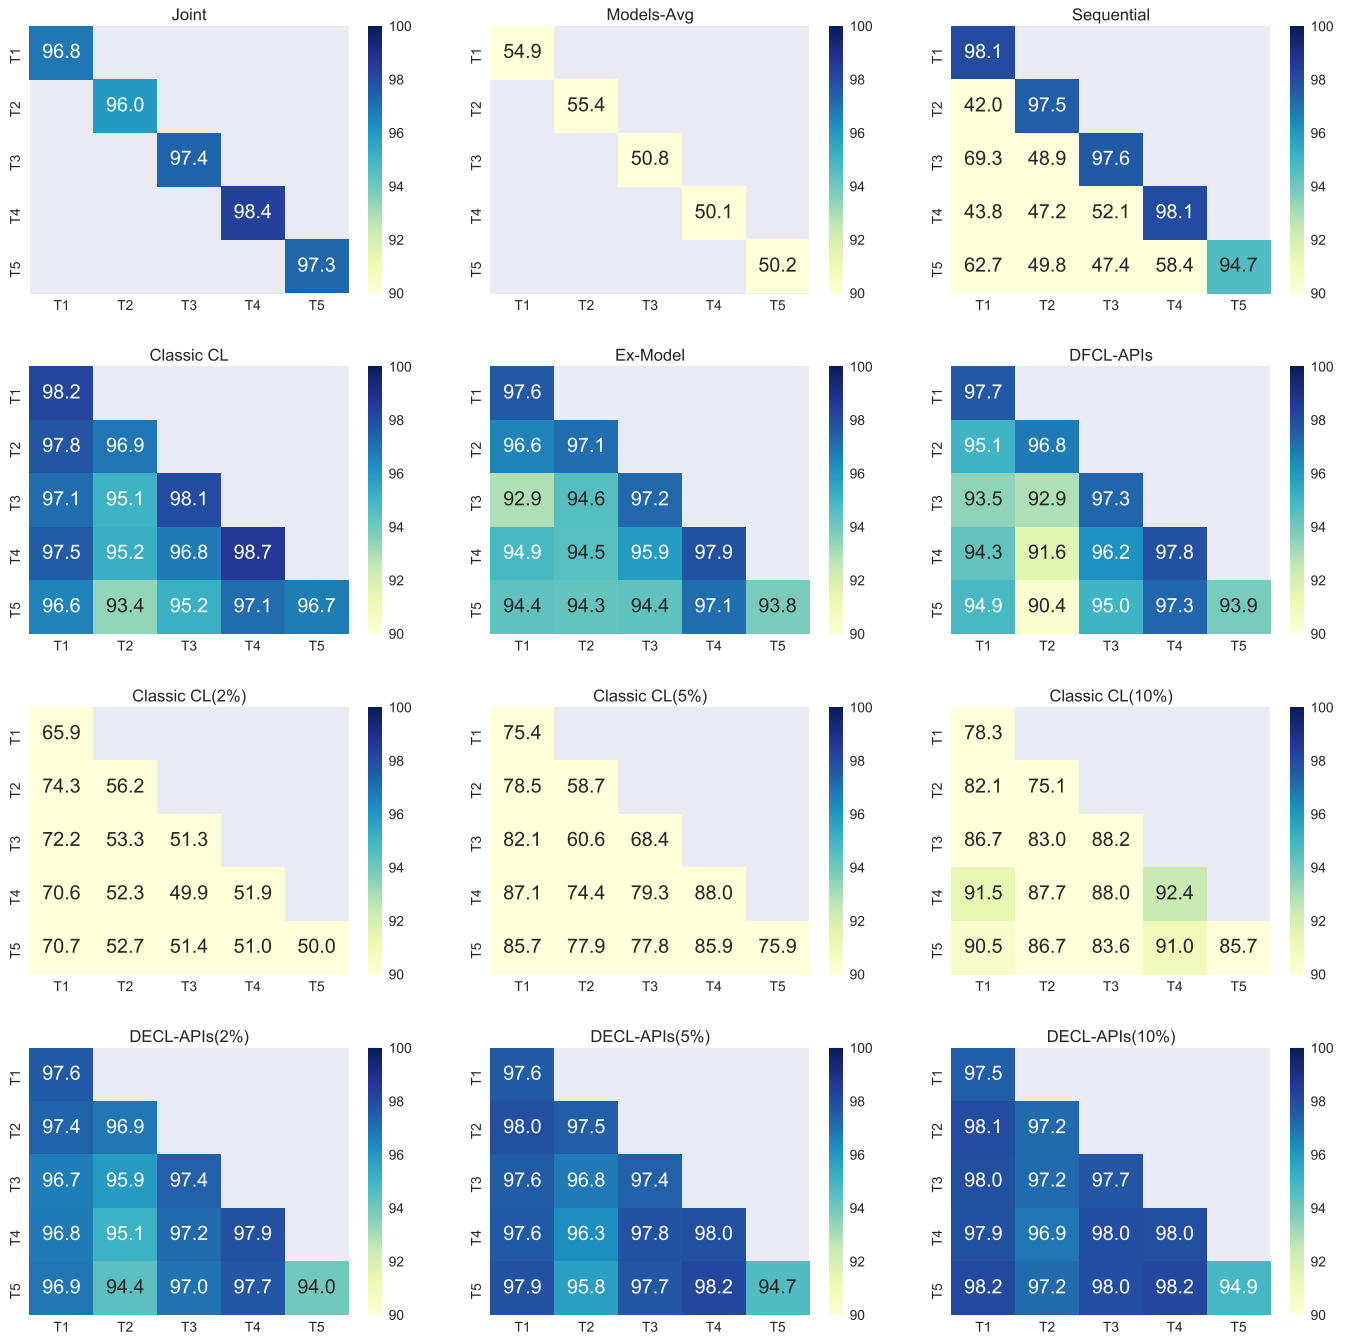 Joint
Models-Avg
Sequential
T1 96.8 100
T2 96.0 98
T3 97.4 96
T4 98.4 94
T5 97.3 92
90
T1 T2 T3 T4 T5
T1 54.9 100
T2 55.4 98
T3 50.8 96
T4 50.1 94
T5 50.2 92
90
T1 T2 T3 T4 T5
T1 98.1 100
T2 42.0 97.5 98
T3 69.3 48.9 97.6 96
T4 43.8 47.2 52.1 98.1 94
T5 62.7 49.8 47.4 58.4 94.7 92
90
T1 T2 T3 T4 T5
Classic CL
Ex-Model
DFCL-APIs
T1 98.2 100
T2 97.8 96.9 98
T3 97.1 95.1 98.1 96
T4 97.5 95.2 96.8 98.7 94
T5 96.6 93.4 95.2 97.1 96.7 92
90
T1 T2 T3 T4 T5
T1 97.6 100
T2 96.6 97.1 98
T3 92.9 94.6 97.2 96
T4 94.9 94.5 95.9 97.9 94
T5 94.4 94.3 94.4 97.1 93.8 92
90
T1 T2 T3 T4 T5
T1 97.7 100
T2 95.1 96.8 98
T3 93.5 92.9 97.3 96
T4 94.3 91.6 96.2 97.8 94
T5 94.9 90.4 95.0 97.3 93.9 92
90
T1 T2 T3 T4 T5
Classic CL(2%)
Classic CL(5%)
Classic CL(10%)
T1 65.9 100
T2 74.3 56.2 98
T3 72.2 53.3 51.3 96
T4 70.6 52.3 49.9 51.9 94
T5 70.7 52.7 51.4 51.0 50.0 92
90
T1 T2 T3 T4 T5
T1 75.4 100
T2 78.5 58.7 98
T3 82.1 60.6 68.4 96
T4 87.1 74.4 79.3 88.0 94
T5 85.7 77.9 77.8 85.9 75.9 92
90
T1 T2 T3 T4 T5
T1 78.3 100
T2 82.1 75.1 98
T3 86.7 83.0 88.2 96
T4 91.5 87.7 88.0 92.4 94
T5 90.5 86.7 83.6 91.0 85.7 92
90
T1 T2 T3 T4 T5
DECL-APIs(2%)
DECL-APIs(5%)
DECL-APIs(10%)
T1 97.6 100
T2 97.4 96.9 98
T3 96.7 95.9 97.4 96
T4 96.8 95.1 97.2 97.9 94
T5 96.9 94.4 97.0 97.7 94.0 92
90
T1 T2 T3 T4 T5
T1 97.6 100
T2 98.0 97.5 98
T3 97.6 96.8 97.4 96
T4 97.6 96.3 97.8 98.0 94
T5 97.9 95.8 97.7 98.2 94.7 92
90
T1 T2 T3 T4 T5
T1 97.5 100
T2 98.1 97.2 98
T3 98.0 97.2 97.7 96
T4 97.9 96.9 98.0 98.0 94
T5 98.2 97.2 98.0 98.2 94.9 92
90
T1 T2 T3 T4 T5